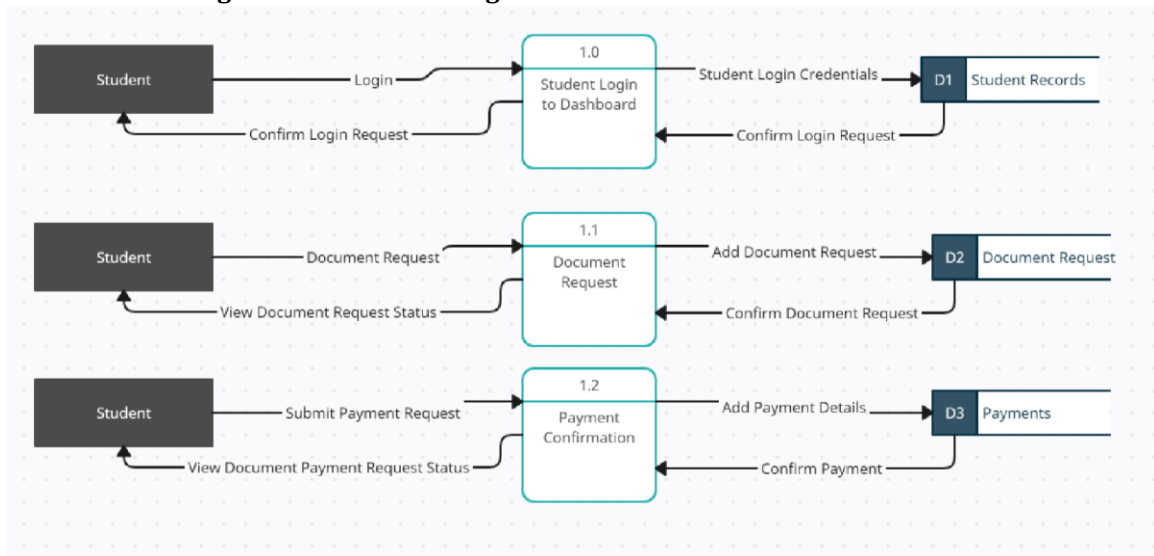 Student
Login
Confirm Login Request
1.0
Student Login
to Dashboard
Student Login Credentials
Confirm Login Request
D1 Student Records
Student
Document Request
View Document Request Status
1.1
Document
Request
Add Document Request
Confirm Document Request
D2 Document Request
Student
Submit Payment Request
View Document Payment Request Status
1.2
Payment
Confirmation
Add Payment Details
Confirm Payment
D3 Payments